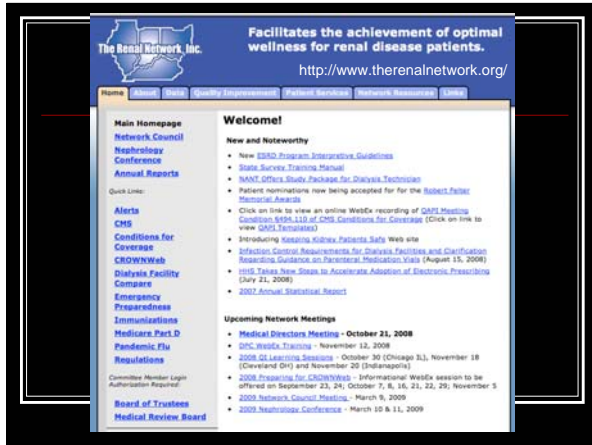 The Renal Network, Inc.
Facilitates the achievement of optimal
wellness for renal disease patients.
http://www.therenalnetwork.org/
Home About Data Quality Improvement Patient Services Network Resources Links
Main Homepage
Network Council
Nephrology
Conference
Annual Reports
Quick Links:
Alerts
CMS
Conditions for
Coverage
CROWNWeb
Dialysis Facility
Compare
Emergency
Preparedness
Immunizations
Medicare Part D
Pandemic Flu
Regulations
Committee Member Login
Authorization Required:
Board of Trustees
Medical Review Board
Welcome!
New and Noteworthy
• New ESRD Program Interpretive Guidelines
• State Survey Training Manual
• NANT Offers Study Package for Dialysis Technician
• Patient nominations now being accepted for for the Robert Felter
Memorial Awards
• Click on link to view an online WebEx recording of QAPI Meeting
Condition §494.110 of CMS Conditions for Coverage (Click on link to
view QAPI Templates)
• Introducing Keeping Kidney Patients Safe Web site
• Infection Control Requirements for Dialysis Facilities and Clarification
Regarding Guidance on Parenteral Medication Vials (August 15, 2008)
• HHS Takes New Steps to Accelerate Adoption of Electronic Prescribing
(July 21, 2008)
• 2007 Annual Statistical Report
Upcoming Network Meetings
• Medical Directors Meeting - October 21, 2008
• DPC WebEx Training - November 12, 2008
• 2008 QI Learning Sessions - October 30 (Chicago IL), November 18
(Cleveland OH) and November 20 (Indianapolis)
• 2008 Preparing for CROWNWeb - Informational WebEx session to be
offered on September 23, 24; October 7, 8, 16, 21, 22, 29; November 5
• 2009 Network Council Meeting - March 9, 2009
• 2009 Nephrology Conference - March 10 & 11, 2009